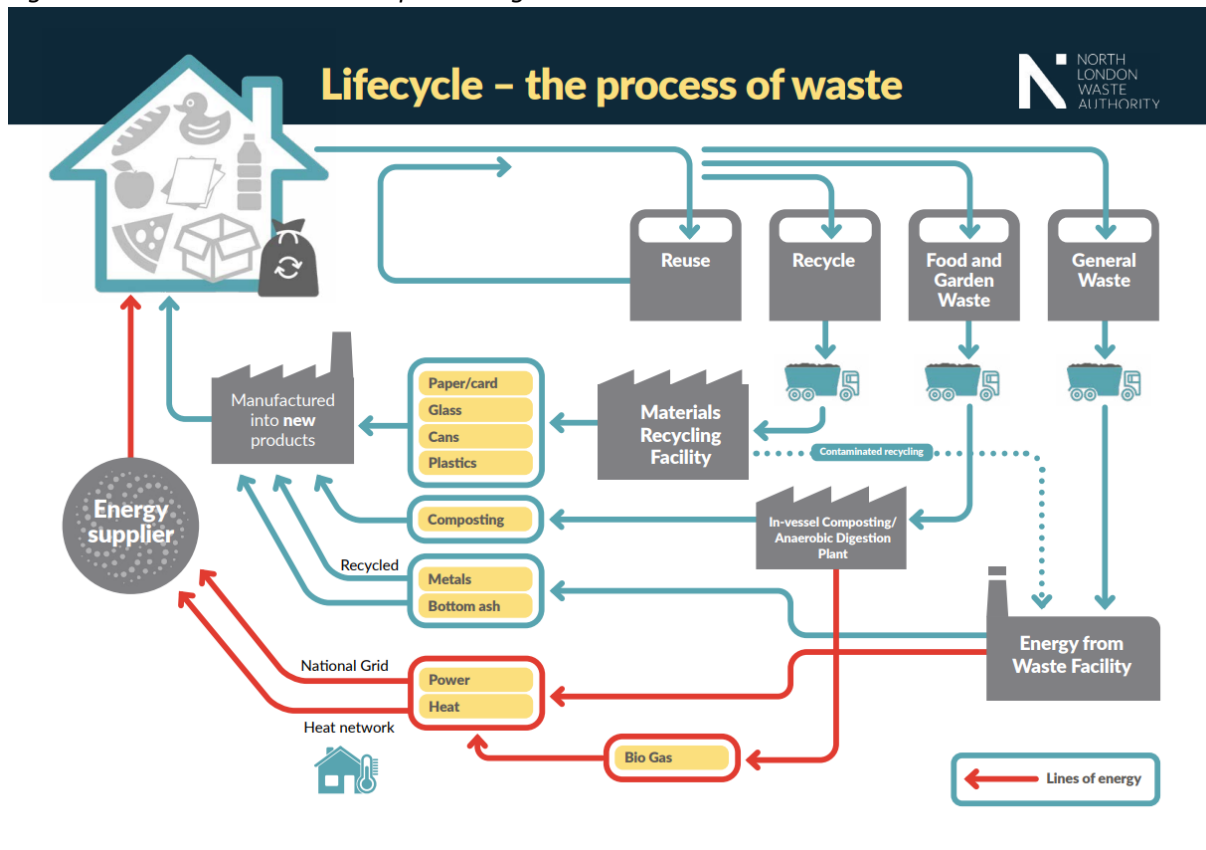 Lifecycle – the process of waste
NORTH
LONDON
WASTE
AUTHORITY
Reuse
Recycle
Food and
Garden
Waste
General
Waste
Manufactured
into new
products
Paper/card
Glass
Cans
Plastics
Materials
Recycling
Facility
Contaminated recycling
Energy
supplier
Composting
In-vessel Composting/
Anaerobic Digestion
Plant
Recycled
Metals
Bottom ash
Energy from
Waste Facility
National Grid
Power
Heat
Heat network
Bio Gas
Lines of energy